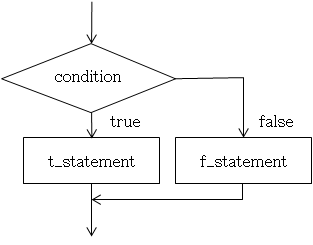 condition
true
false
t_statement
f_statement